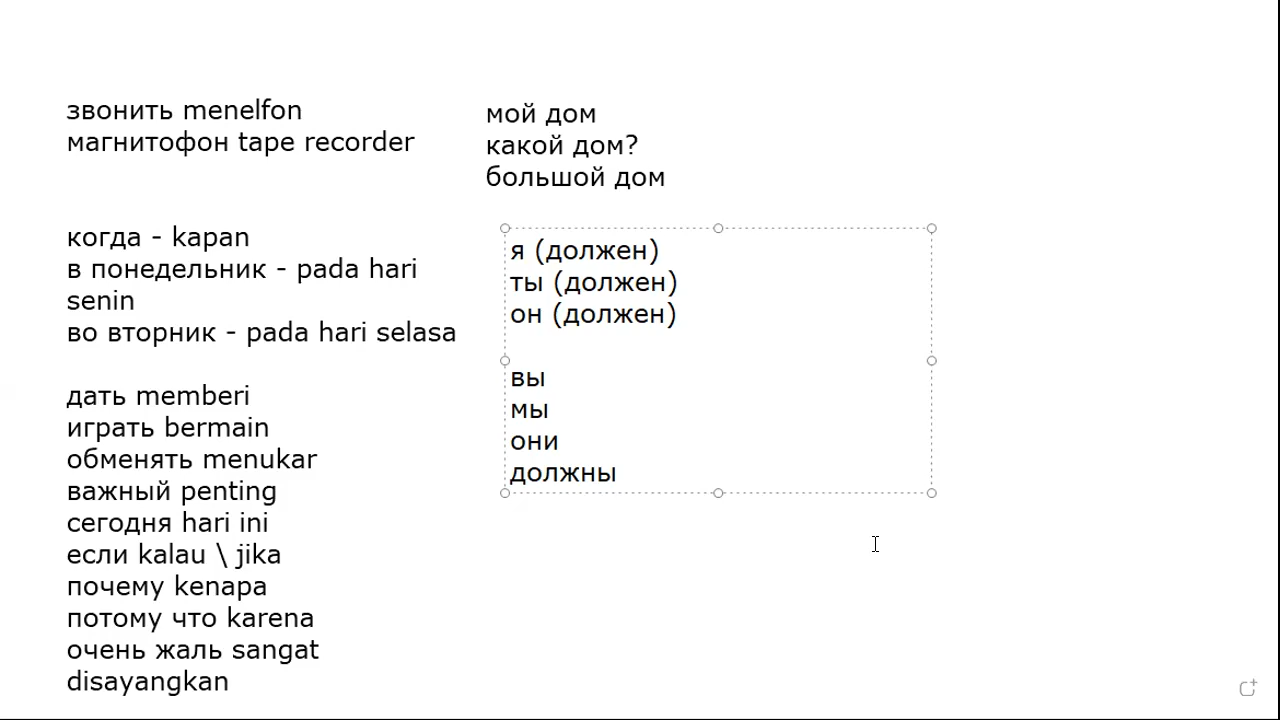 звонить menelfon
магнитофон tape recorder
когда - kapan
в понедельник - pada hari
senin
во вторник - pada hari selasa
дать memberi
играть bermain
обменять menukar
важный penting
сегодня hari ini
если kalau \ jika
почему kenapa
потому что karena
очень жаль sangat
disayangkan
мой дом
какой дом?
большой дом
я (должен)
ты (должен)
он (должен)
вы
мы
они
должны